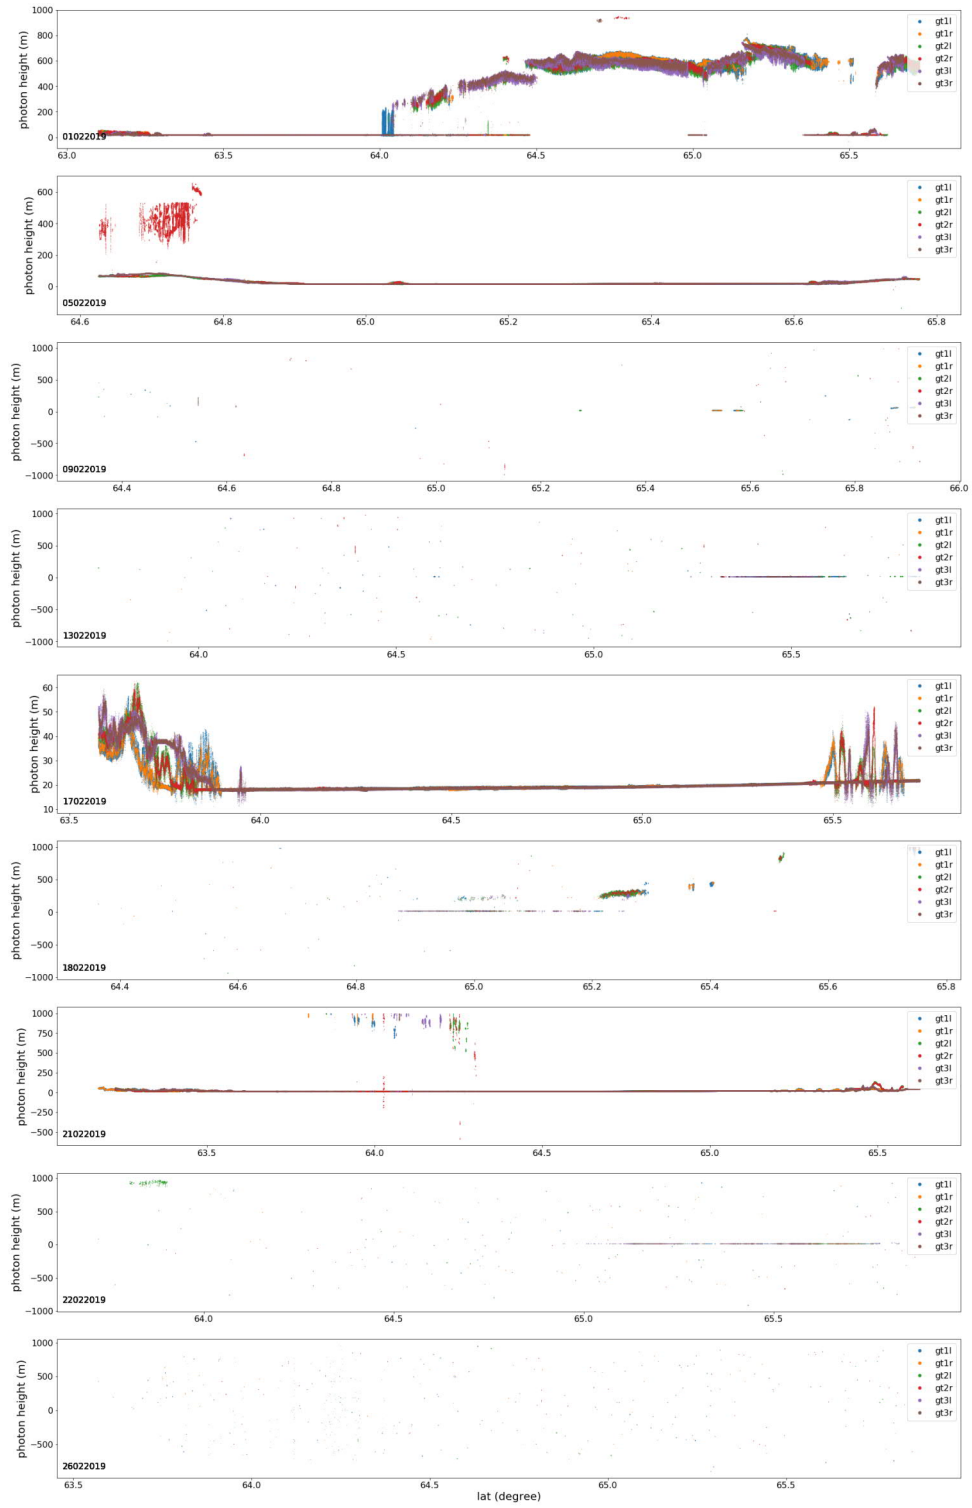 photon height (m)
1000
800
600
400
200
0
01022019
gt1l
gt1r
gt2l
gt2r
gt3l
gt3r
63.0 63.5 64.0 64.5 65.0 65.5
photon height (m)
600
400
200
0
05022019
gt1l
gt1r
gt2l
gt2r
gt3l
gt3r
64.6 64.8 65.0 65.2 65.4 65.6 65.8
photon height (m)
1000
500
0
−500
−1000
09022019
gt1l
gt1r
gt2l
gt2r
gt3l
gt3r
64.4 64.6 64.8 65.0 65.2 65.4 65.6 65.8 66.0
photon height (m)
1000
500
0
−500
−1000
13022019
gt1l
gt1r
gt2l
gt2r
gt3l
gt3r
64.0 64.5 65.0 65.5
photon height (m)
60
50
40
30
20
10
17022019
gt1l
gt1r
gt2l
gt2r
gt3l
gt3r
63.5 64.0 64.5 65.0 65.5
photon height (m)
1000
500
0
−500
−1000
18022019
gt1l
gt1r
gt2l
gt2r
gt3l
gt3r
64.4 64.6 64.8 65.0 65.2 65.4 65.6 65.8
photon height (m)
1000
750
500
250
0
−250
−500
21022019
gt1l
gt1r
gt2l
gt2r
gt3l
gt3r
63.5 64.0 64.5 65.0 65.5
photon height (m)
1000
500
0
−500
−1000
22022019
gt1l
gt1r
gt2l
gt2r
gt3l
gt3r
64.0 64.5 65.0 65.5
photon height (m)
1000
500
0
−500
26022019
gt1l
gt1r
gt2l
gt2r
gt3l
gt3r
63.5 64.0 64.5 65.0 65.5
lat (degree)